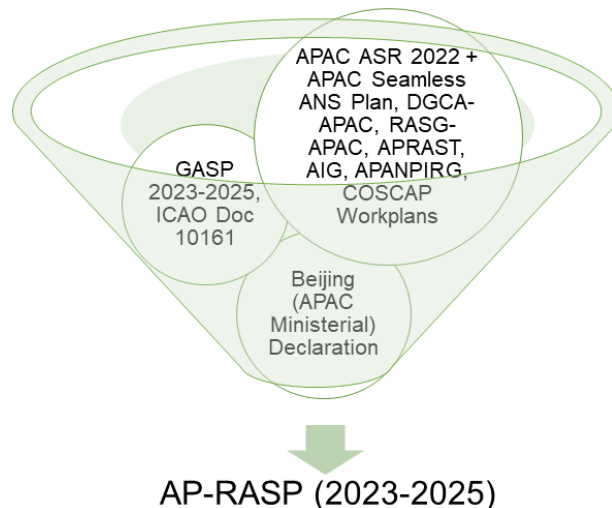 APAC ASR 2022 +
APAC Seamless
ANS Plan, DGCA-
APAC, RASG-
APAC, APRAST,
AIG, APANPIRG,
COSCAP
Workplans
GASP
2023-2025,
ICAO Doc
10161
Beijing
(APAC
Ministerial)
Declaration
AP-RASP (2023-2025)